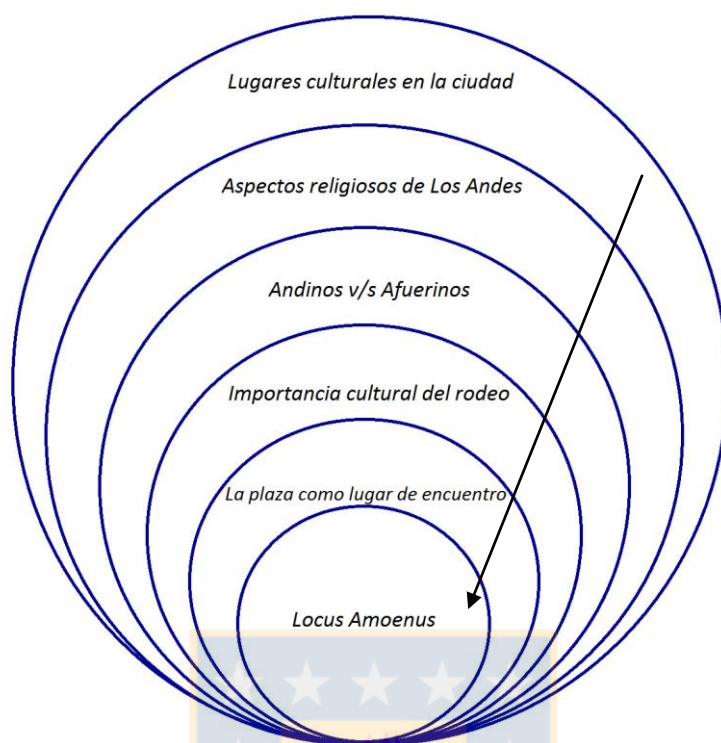 Lugares culturales en la ciudad
Aspectos religiosos de Los Andes
Andinos v/s Afuerinos
Importancia cultural del rodeo
La plaza como lugar de encuentro
Locus Amoenus